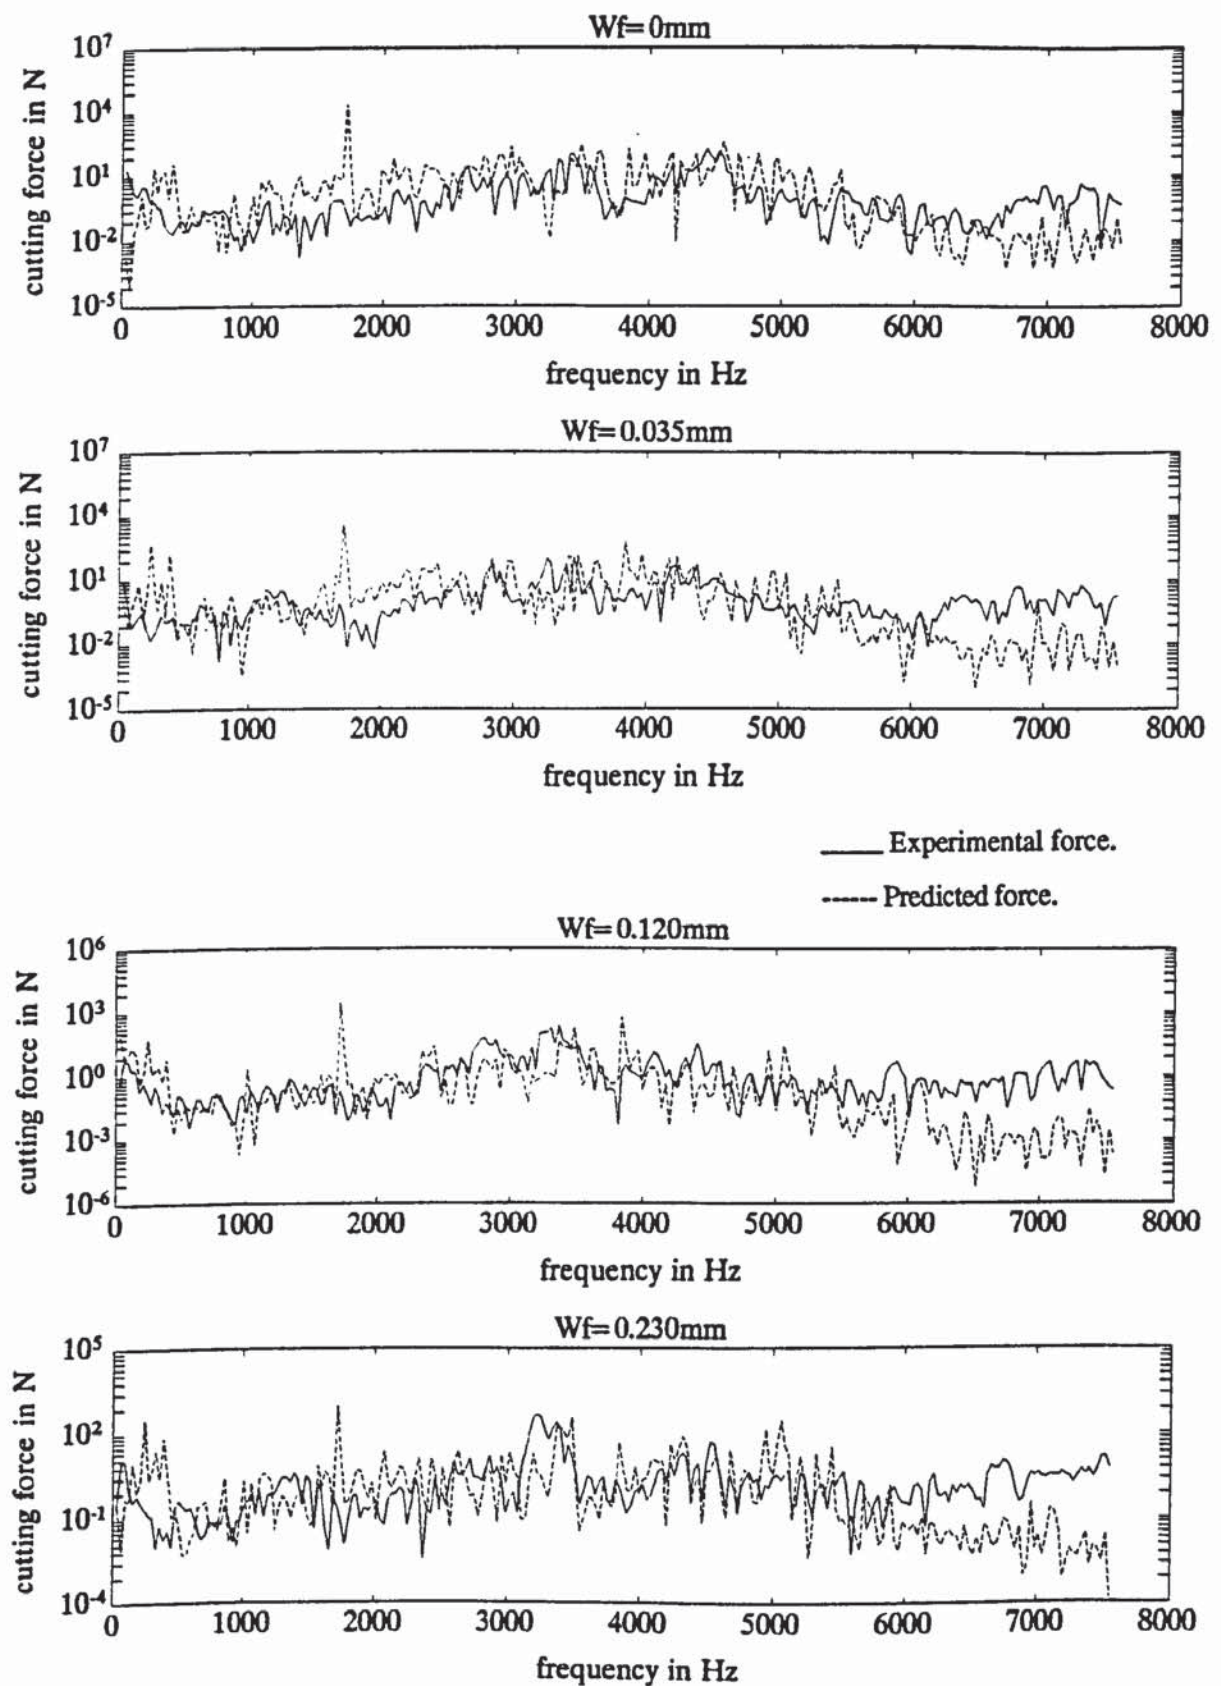 Wf= 0mm
10⁷
10⁴
10¹
10⁻²
10⁻⁵
cutting force in N
0 1000 2000 3000 4000 5000 6000 7000 8000
frequency in Hz
Wf= 0.035mm
10⁷
10⁴
10¹
10⁻²
10⁻⁵
cutting force in N
0 1000 2000 3000 4000 5000 6000 7000 8000
frequency in Hz
Experimental force.
Predicted force.
Wf= 0.120mm
10⁶
10³
10⁰
10⁻³
10⁻⁶
cutting force in N
0 1000 2000 3000 4000 5000 6000 7000 8000
frequency in Hz
Wf= 0.230mm
10⁵
10²
10⁻¹
10⁻⁴
cutting force in N
0 1000 2000 3000 4000 5000 6000 7000 8000
frequency in Hz